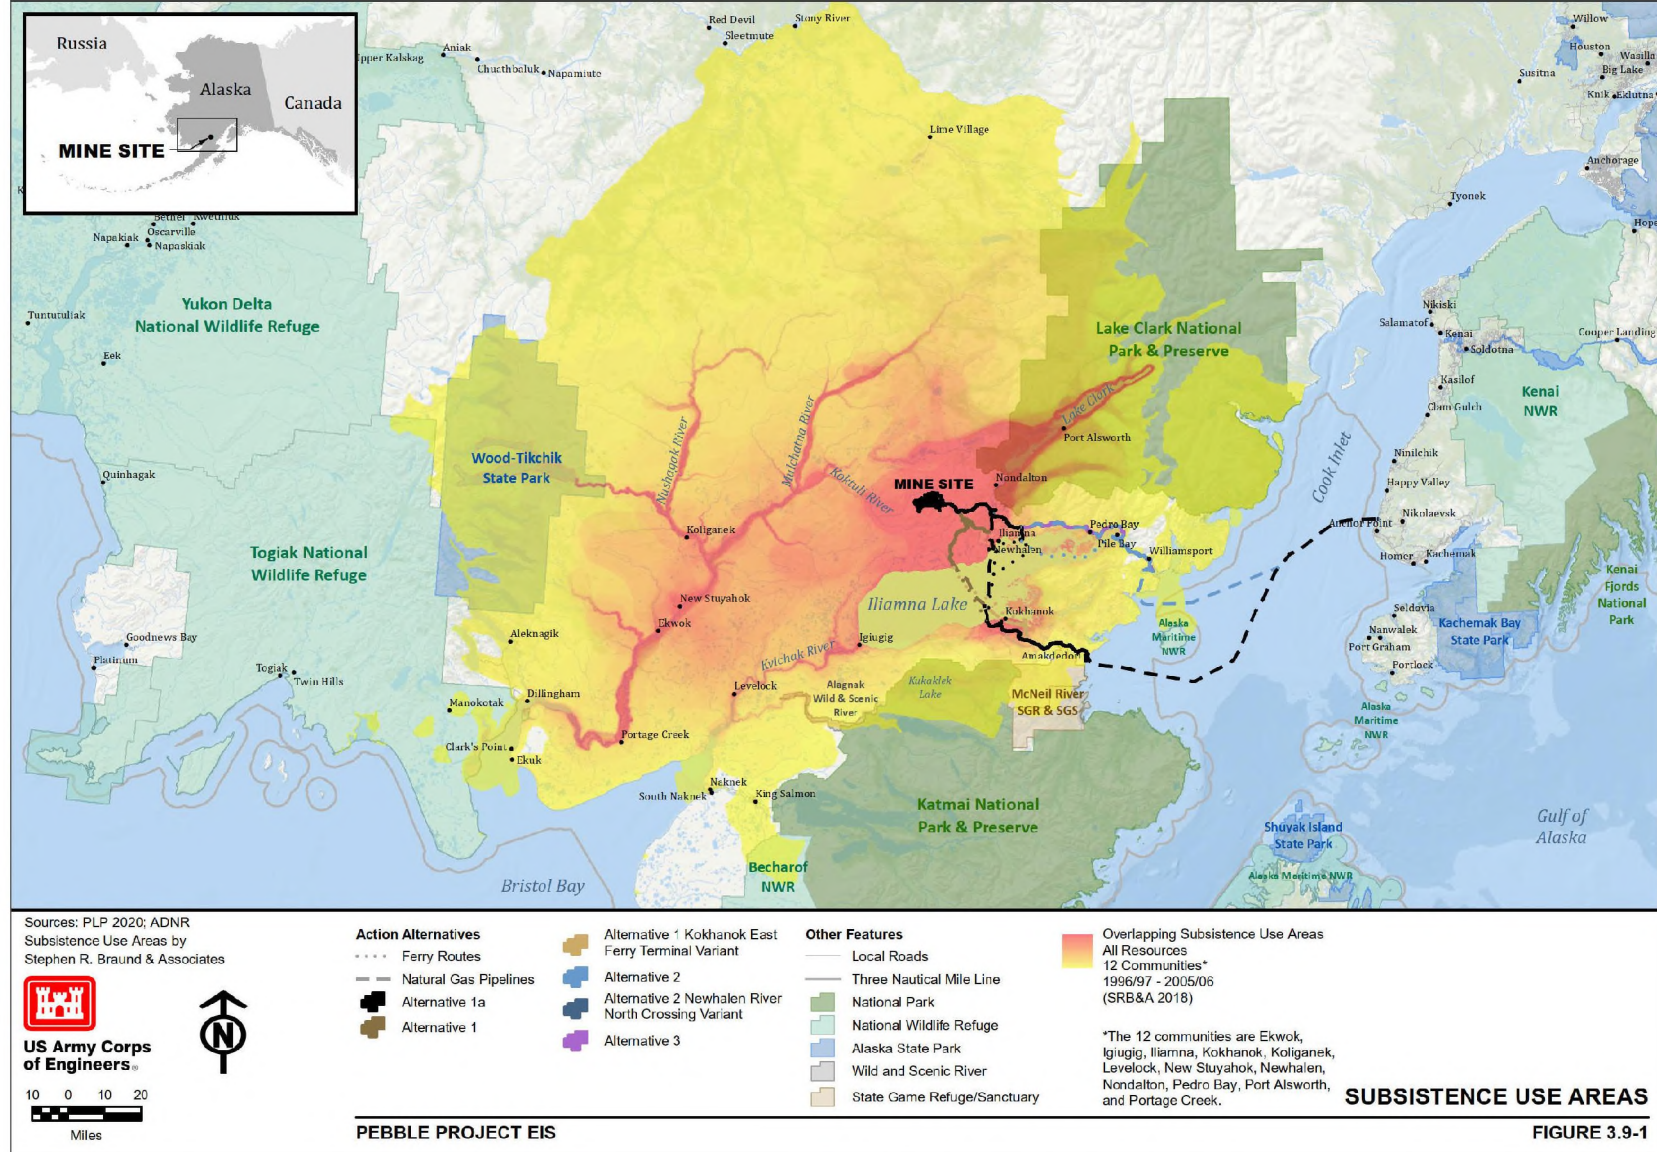 Russia
Alaska
Canada
MINE SITE
Red Devil
Stony River
Sleetmute
Aniak
pper Kalskag
Chuathbaluk
Napamiute
Lime Village
Willow
Houston
Wasilla
Big Lake
Susitna
Knik
Eklutna
Anchorage
Tyonek
Hope
Bethel
Kwethluk
Oscarville
Napakiak
Napaskiak
Yukon Delta
National Wildlife Refuge
Tuntutuliak
Eek
Lake Clark National
Park & Preserve
Nikiski
Salamatof
Kenai
Cooper Landing
Soldotna
Kasilof
Kenai
NWR
Clam Gulch
Lake Clark
Port Alsworth
Nushagak River
Mulchatna River
Koktuli River
Wood-Tikchik
State Park
Quinhagak
MINE SITE
Nondalton
Cook Inlet
Ninilchik
Happy Valley
Nikolaevsk
Anchor Point
Homer
Kachemak
Koliganek
Iliamna
Newhalen
Pedro Bay
Pile Bay
Williamsport
Togiak National
Wildlife Refuge
Kenai
Fjords
National
Park
New Stuyahok
Iliamna Lake
Kokhanok
Ekwok
Alaska
Maritime
NWR
Seldovia
Nanwalek
Port Graham
Portlock
Kachemak Bay
State Park
Goodnews Bay
Platinum
Aleknagik
Igiugig
Kvichak River
Amakdedori
Togiak
Twin Hills
Levelock
Alagnak
Wild & Scenic
River
Kukaklek
Lake
McNeil River
SGR & SGS
Alaska
Maritime
NWR
Manokotak
Dillingham
Portage Creek
Clark's Point
Ekuk
Naknek
South Naknek
King Salmon
Katmai National
Park & Preserve
Shuyak Island
State Park
Gulf of
Alaska
Becharof
NWR
Alaska Maritime NWR
Bristol Bay
Sources: PLP 2020; ADNR
Subsistence Use Areas by
Stephen R. Braund & Associates
US Army Corps
of Engineers®
N
10 0 10 20
Miles
Action Alternatives
Ferry Routes
Natural Gas Pipelines
Alternative 1a
Alternative 1
Alternative 1 Kokhanok East
Ferry Terminal Variant
Alternative 2
Alternative 2 Newhalen River
North Crossing Variant
Alternative 3
Other Features
Local Roads
Three Nautical Mile Line
National Park
National Wildlife Refuge
Alaska State Park
Wild and Scenic River
State Game Refuge/Sanctuary
Overlapping Subsistence Use Areas
All Resources
12 Communities*
1996/97 - 2005/06
(SRB&A 2018)
*The 12 communities are Ekwok,
Igiugig, Iliamna, Kokhanok, Koliganek,
Levelock, New Stuyahok, Newhalen,
Nondalton, Pedro Bay, Port Alsworth,
and Portage Creek.
SUBSISTENCE USE AREAS
PEBBLE PROJECT EIS
FIGURE 3.9-1